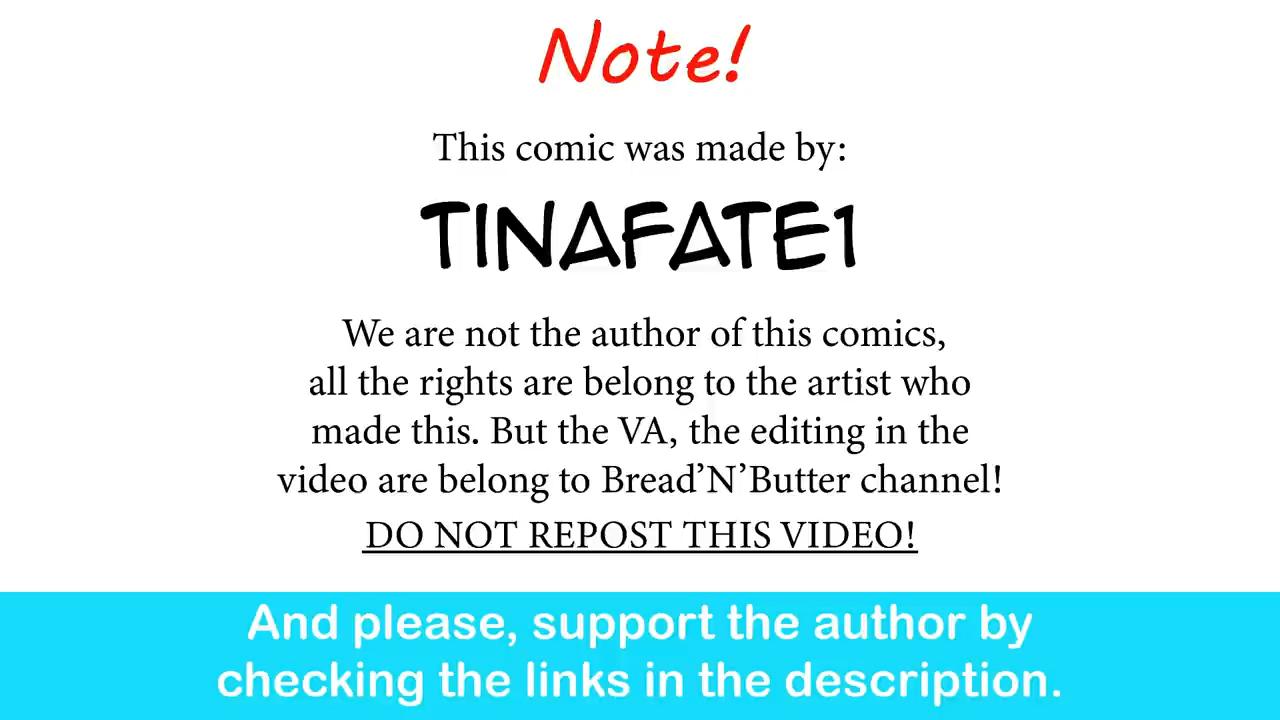 Note!
This comic was made by:
TINAFATE1
We are not the author of this comics,
all the rights are belong to the artist who
made this. But the VA, the editing in the
video are belong to Bread’N’Butter channel!
DO NOT REPOST THIS VIDEO!
And please, support the author by
checking the links in the description.